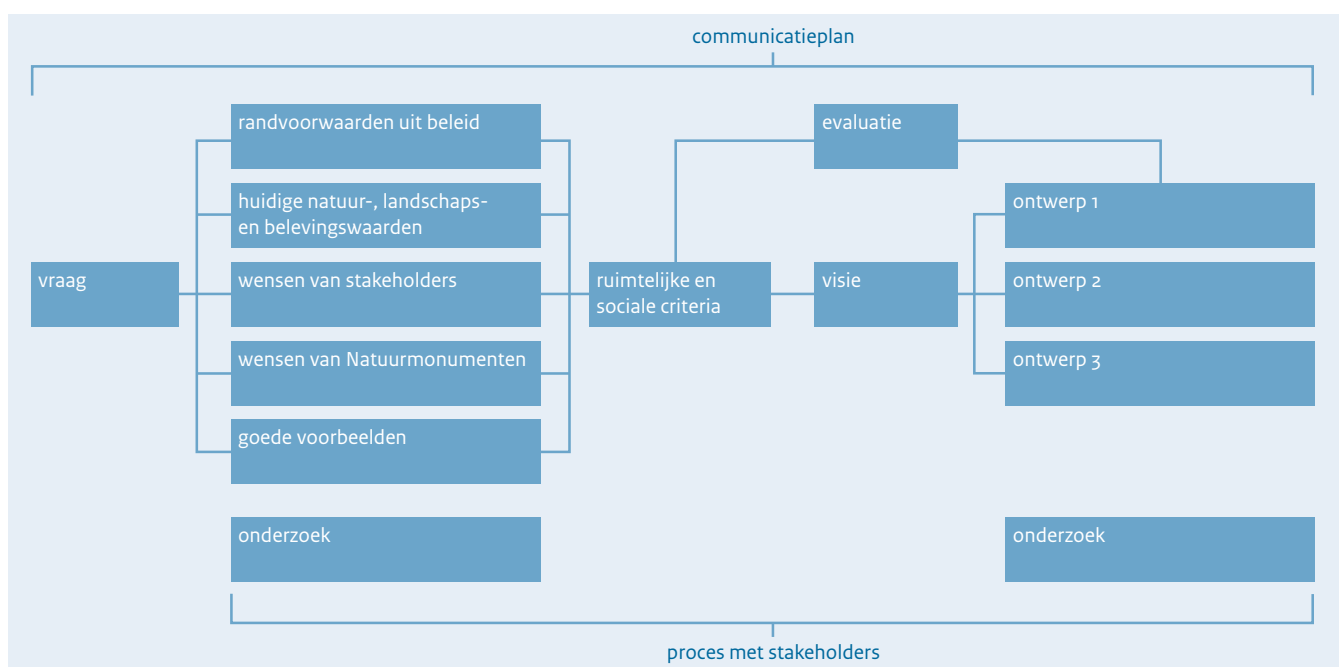 communicatieplan
randvoorwaarden uit beleid
evaluatie
huidige natuur-, landschaps-
en belevingswaarden
ontwerp 1
vraag
wensen van stakeholders
ruimtelijke en
sociale criteria
visie
ontwerp 2
wensen van Natuurmonumenten
ontwerp 3
goede voorbeelden
onderzoek
onderzoek
proces met stakeholders